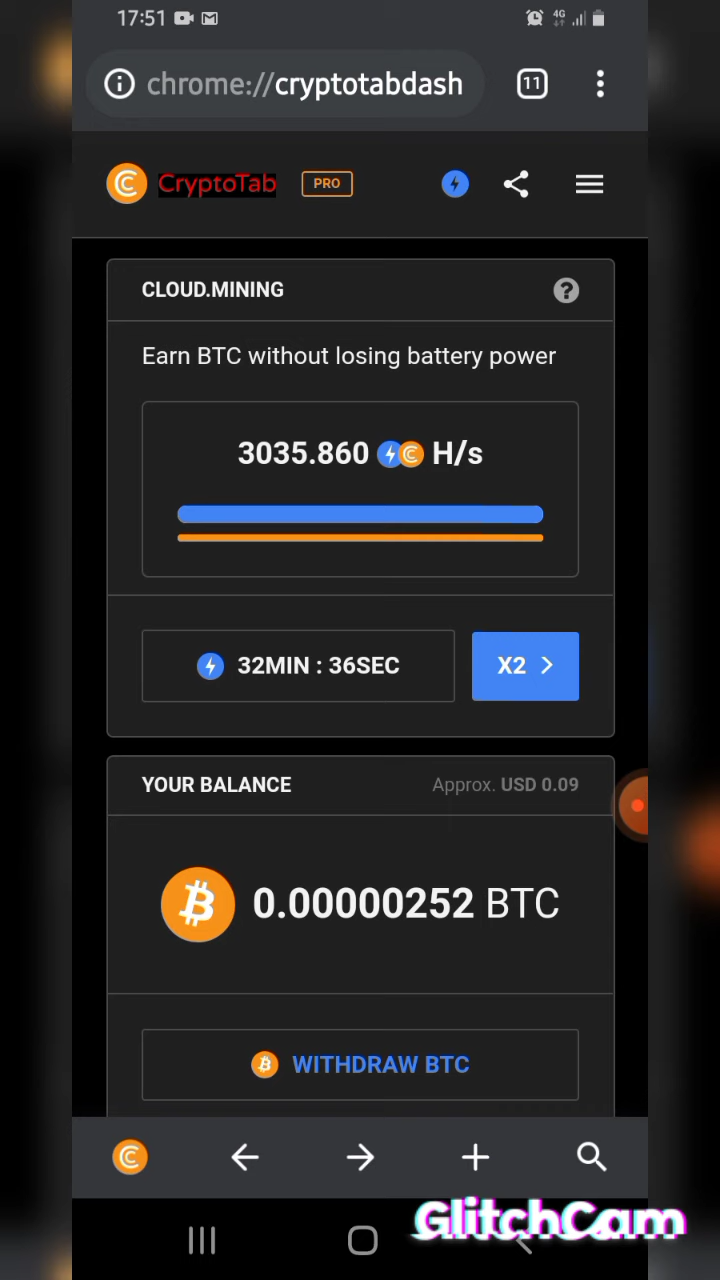 17:51 4G
chrome://cryptotabdash 11
CryptoTab PRO
CLOUD.MINING ?
Earn BTC without losing battery power
3035.860 H/s
32MIN : 36SEC X2 >
YOUR BALANCE Approx. USD 0.09
0.00000252 BTC
WITHDRAW BTC
GlitchCam